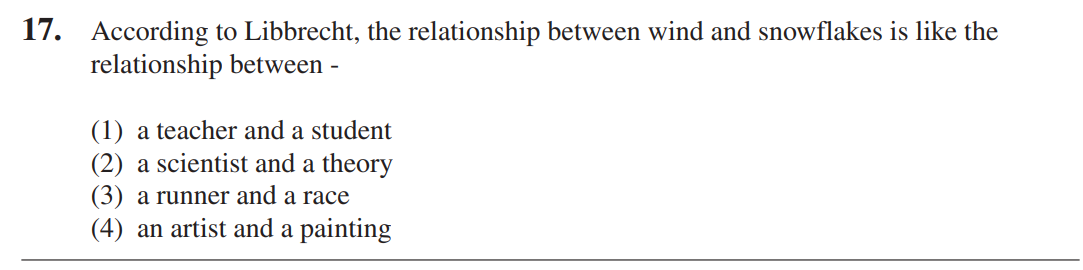 17. According to Libbrecht, the relationship between wind and snowflakes is like the
relationship between -
(1) a teacher and a student
(2) a scientist and a theory
(3) a runner and a race
(4) an artist and a painting